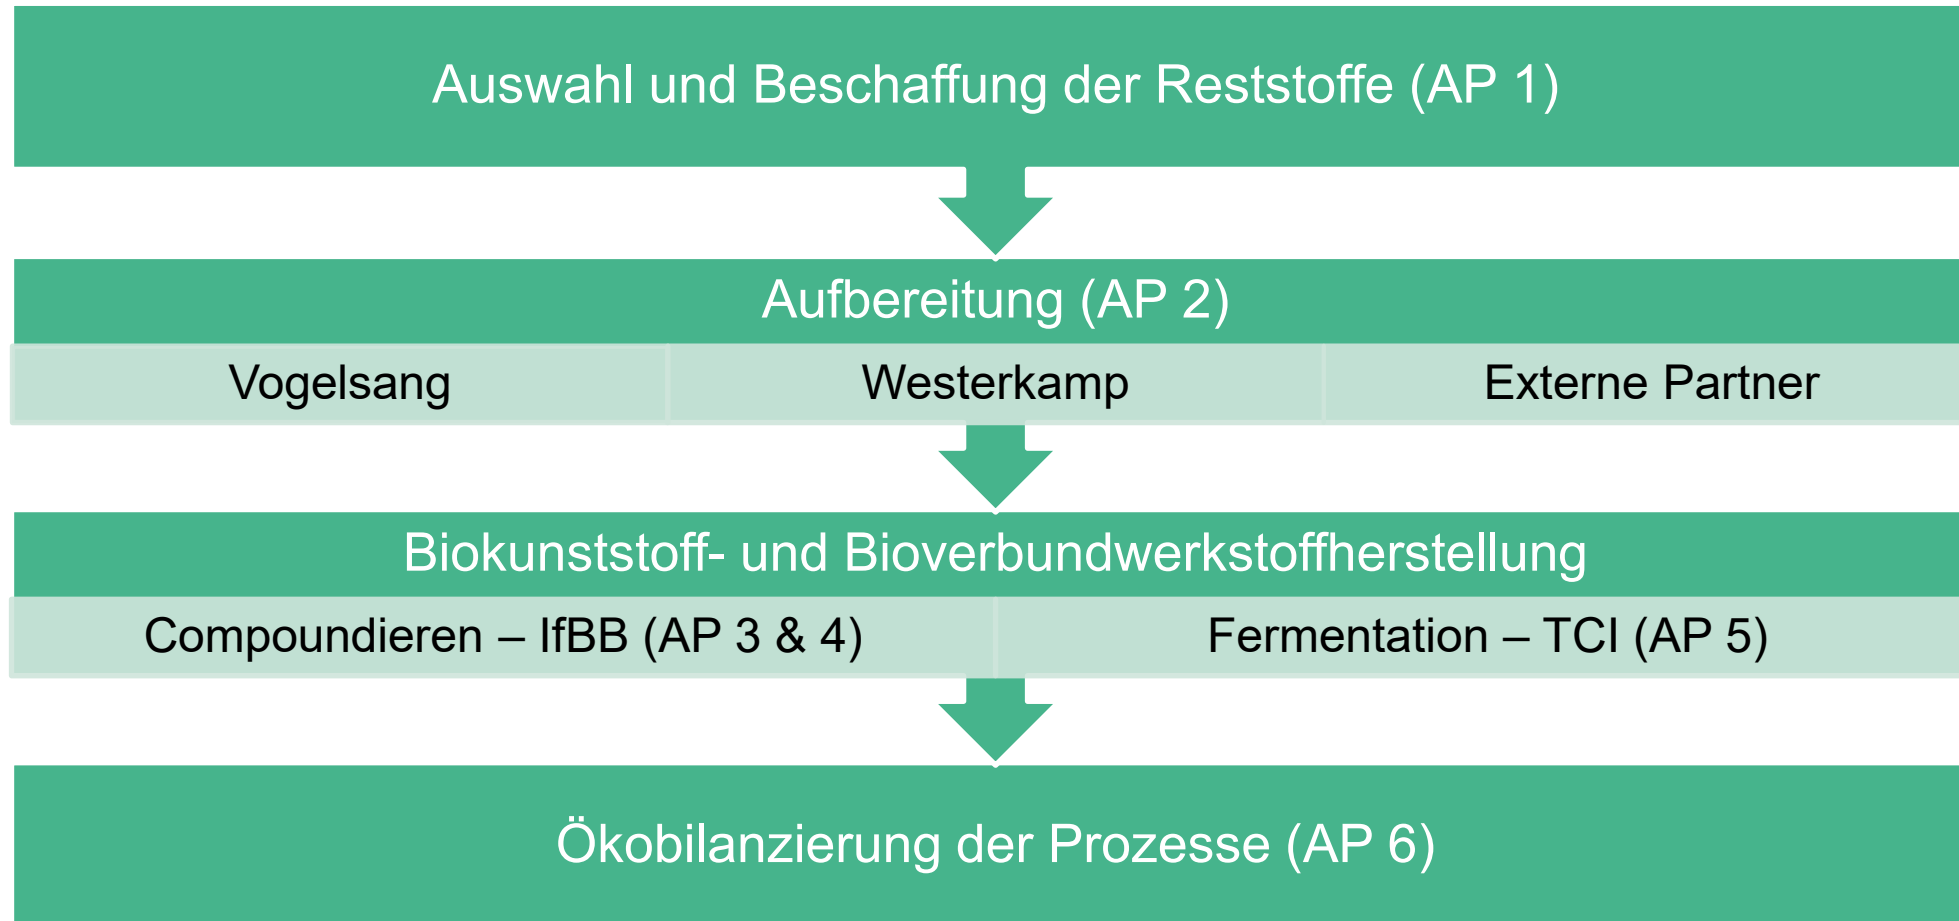 Auswahl und Beschaffung der Reststoffe (AP 1)
Aufbereitung (AP 2)
Vogelsang
Westerkamp
Externe Partner
Biokunststoff- und Bioverbundwerkstoffherstellung
Compoundieren – IfBB (AP 3 & 4)
Fermentation – TCI (AP 5)
Ökobilanzierung der Prozesse (AP 6)